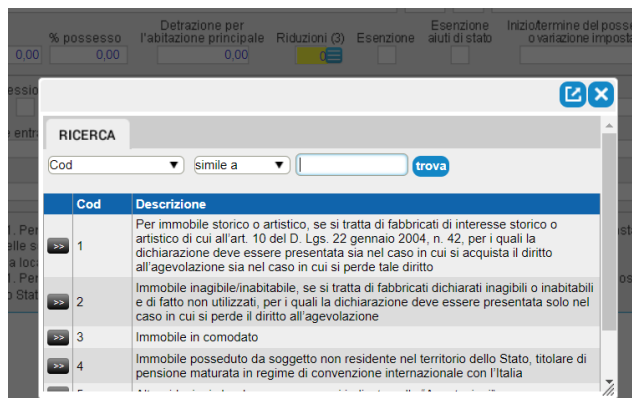 Detrazione per
Esenzione
Inizio/termine del posse
% possesso
l'abitazione principale
Riduzioni (3)
Esenzione
aiuti di stato
o variazione imposta
0,00
0,00
0,00
RICERCA
Cod
simile a
trova
Cod Descrizione
>> 1
Per immobile storico o artistico, se si tratta di fabbricati di interesse storico o
artistico di cui all'art. 10 del D. Lgs. 22 gennaio 2004, n. 42, per i quali la
dichiarazione deve essere presentata sia nel caso in cui si acquista il diritto
all'agevolazione sia nel caso in cui si perde tale diritto
>> 2
Immobile inagibile/inabitabile, se si tratta di fabbricati dichiarati inagibili o inabitabili
e di fatto non utilizzati, per i quali la dichiarazione deve essere presentata solo nel
caso in cui si perde il diritto all'agevolazione
>> 3 Immobile in comodato
>> 4
Immobile posseduto da soggetto non residente nel territorio dello Stato, titolare di
pensione maturata in regime di convenzione internazionale con l'Italia